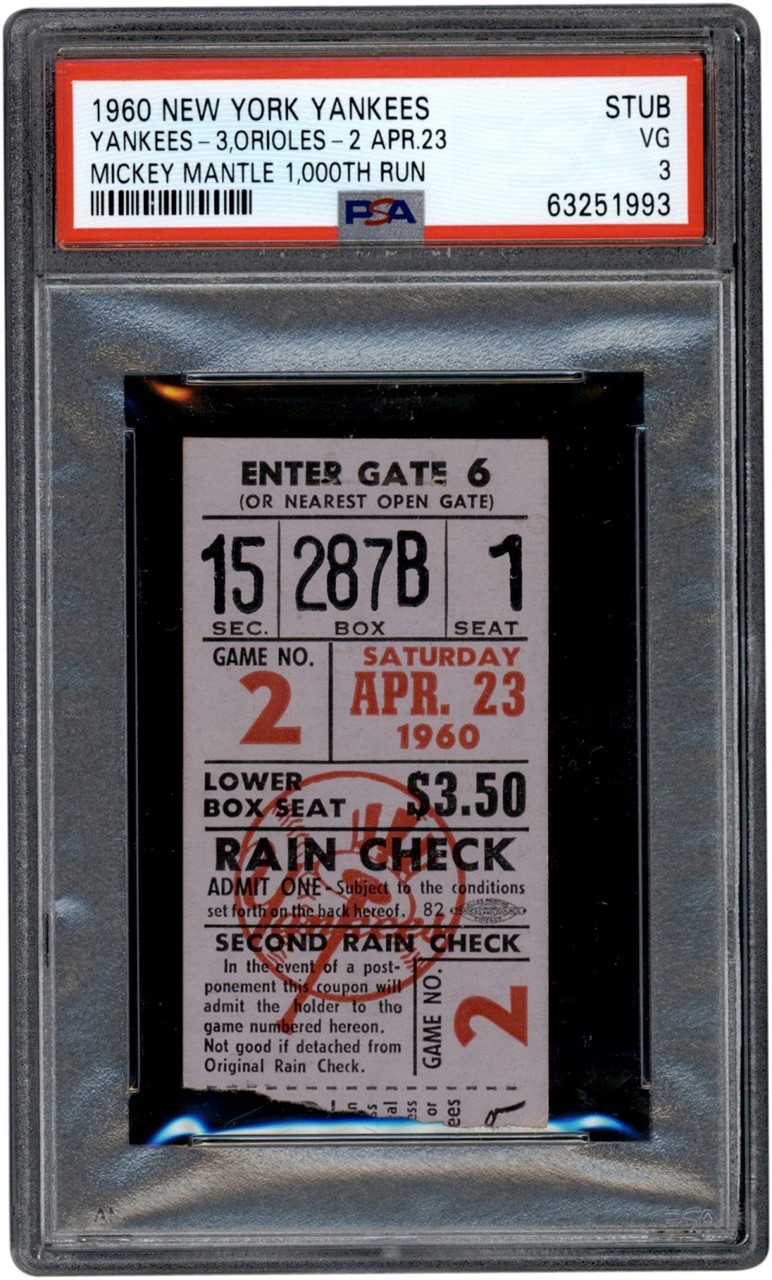 1960 NEW YORK YANKEES STUB
YANKEES-3,ORIOLES-2 APR.23 VG
MICKEY MANTLE 1,000TH RUN 3
PSA 63251993
ENTER GATE 6
(OR NEAREST OPEN GATE)
15 287B 1
SEC. BOX SEAT
GAME NO. SATURDAY
2 APR. 23
1960
LOWER
BOX SEAT $3.50
RAIN CHECK
ADMIT ONE-Subject to the conditions
set forth on the back hereof. 82
SECOND RAIN CHECK
In the event of a post-
ponement this coupon will
admit the holder to the
game numbered hereon.
Not good if detached from
Original Rain Check.
GAME NO. 2